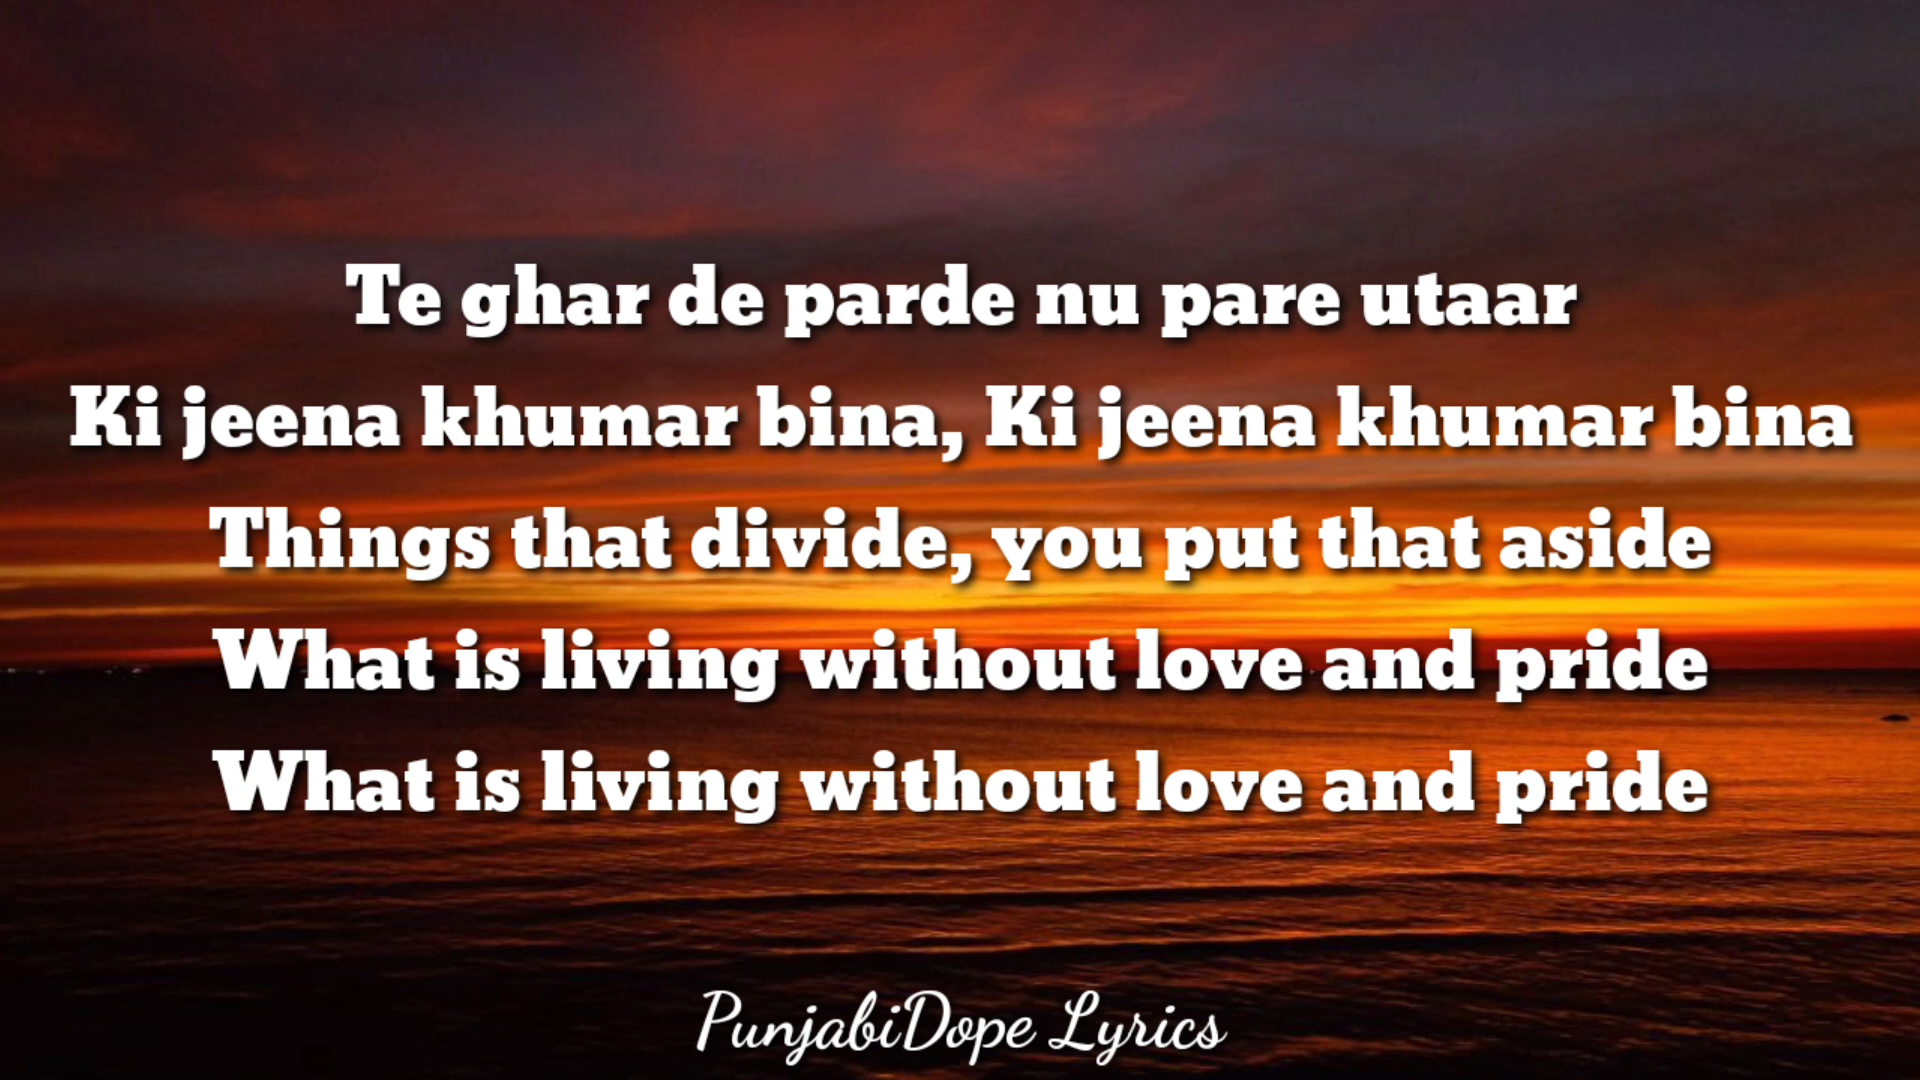 Te ghar de parde nu pare utaar
Ki jeena khumar bina, Ki jeena khumar bina
Things that divide, you put that aside
What is living without love and pride
What is living without love and pride
PunjabiDope Lyrics